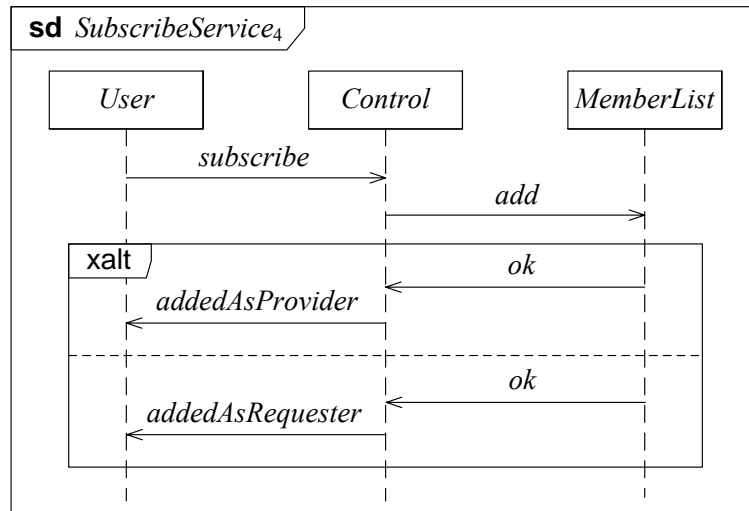 sd SubscribeService₄
User
Control
MemberList
subscribe
add
xalt
ok
addedAsProvider
ok
addedAsRequester